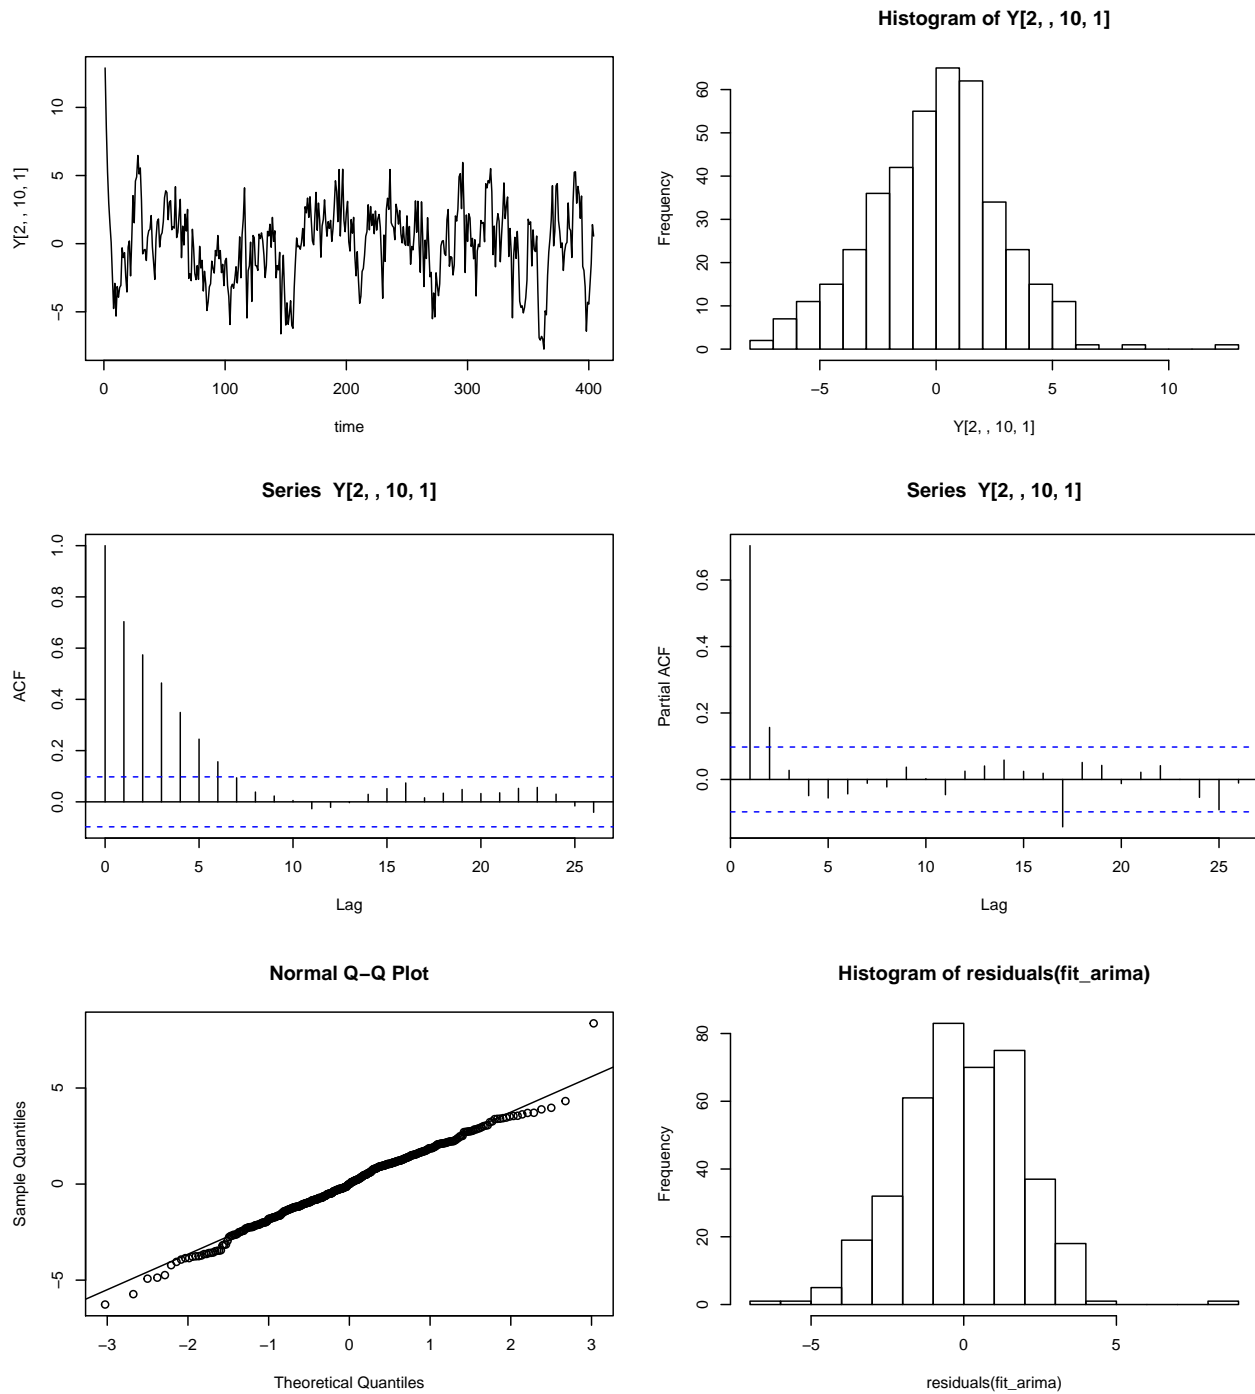 Y[2, , 10, 1]
−5 0 5 10
0 100 200 300 400
time
Histogram of Y[2, , 10, 1]
Frequency
0 10 20 30 40 50 60
−5 0 5 10
Y[2, , 10, 1]
Series Y[2, , 10, 1]
ACF
0.0 0.2 0.4 0.6 0.8 1.0
0 5 10 15 20 25
Lag
Series Y[2, , 10, 1]
Partial ACF
0.0 0.2 0.4 0.6
0 5 10 15 20 25
Lag
Normal Q−Q Plot
Sample Quantiles
−5 0 5
−3 −2 −1 0 1 2 3
Theoretical Quantiles
Histogram of residuals(fit_arima)
Frequency
0 20 40 60 80
−5 0 5
residuals(fit_arima)